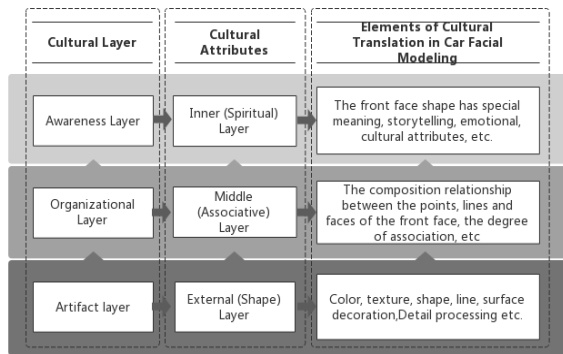 Cultural Layer
Cultural
Attributes
Elements of Cultural
Translation in Car Facial
Modeling
Awareness Layer
Inner (Spiritual)
Layer
The front face shape has special
meaning, storytelling, emotional,
cultural attributes, etc.
Organizational
Layer
Middle
(Associative)
Layer
The composition relationship
between the points, lines and
faces of the front face, the degree
of association, etc
Artifact layer
External (Shape)
Layer
Color, texture, shape, line, surface
decoration,Detail processing etc.